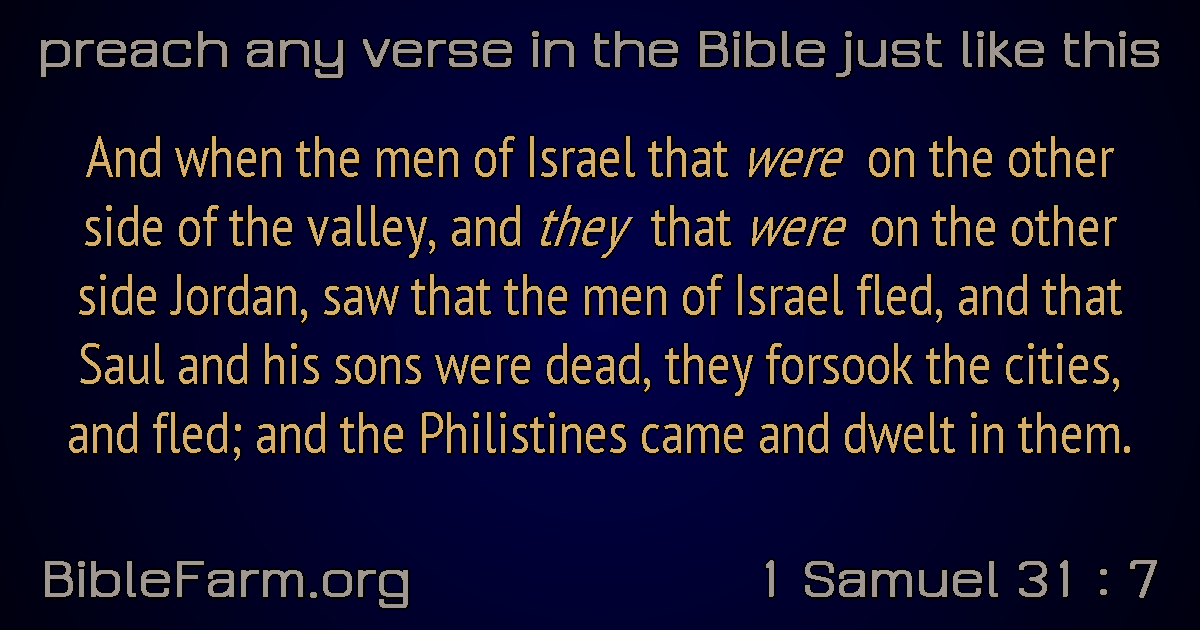 preach any verse in the Bible just like this
And when the men of Israel that were on the other
side of the valley, and they that were on the other
side Jordan, saw that the men of Israel fled, and that
Saul and his sons were dead, they forsook the cities,
and fled; and the Philistines came and dwelt in them.
BibleFarm.org
1 Samuel 31 : 7